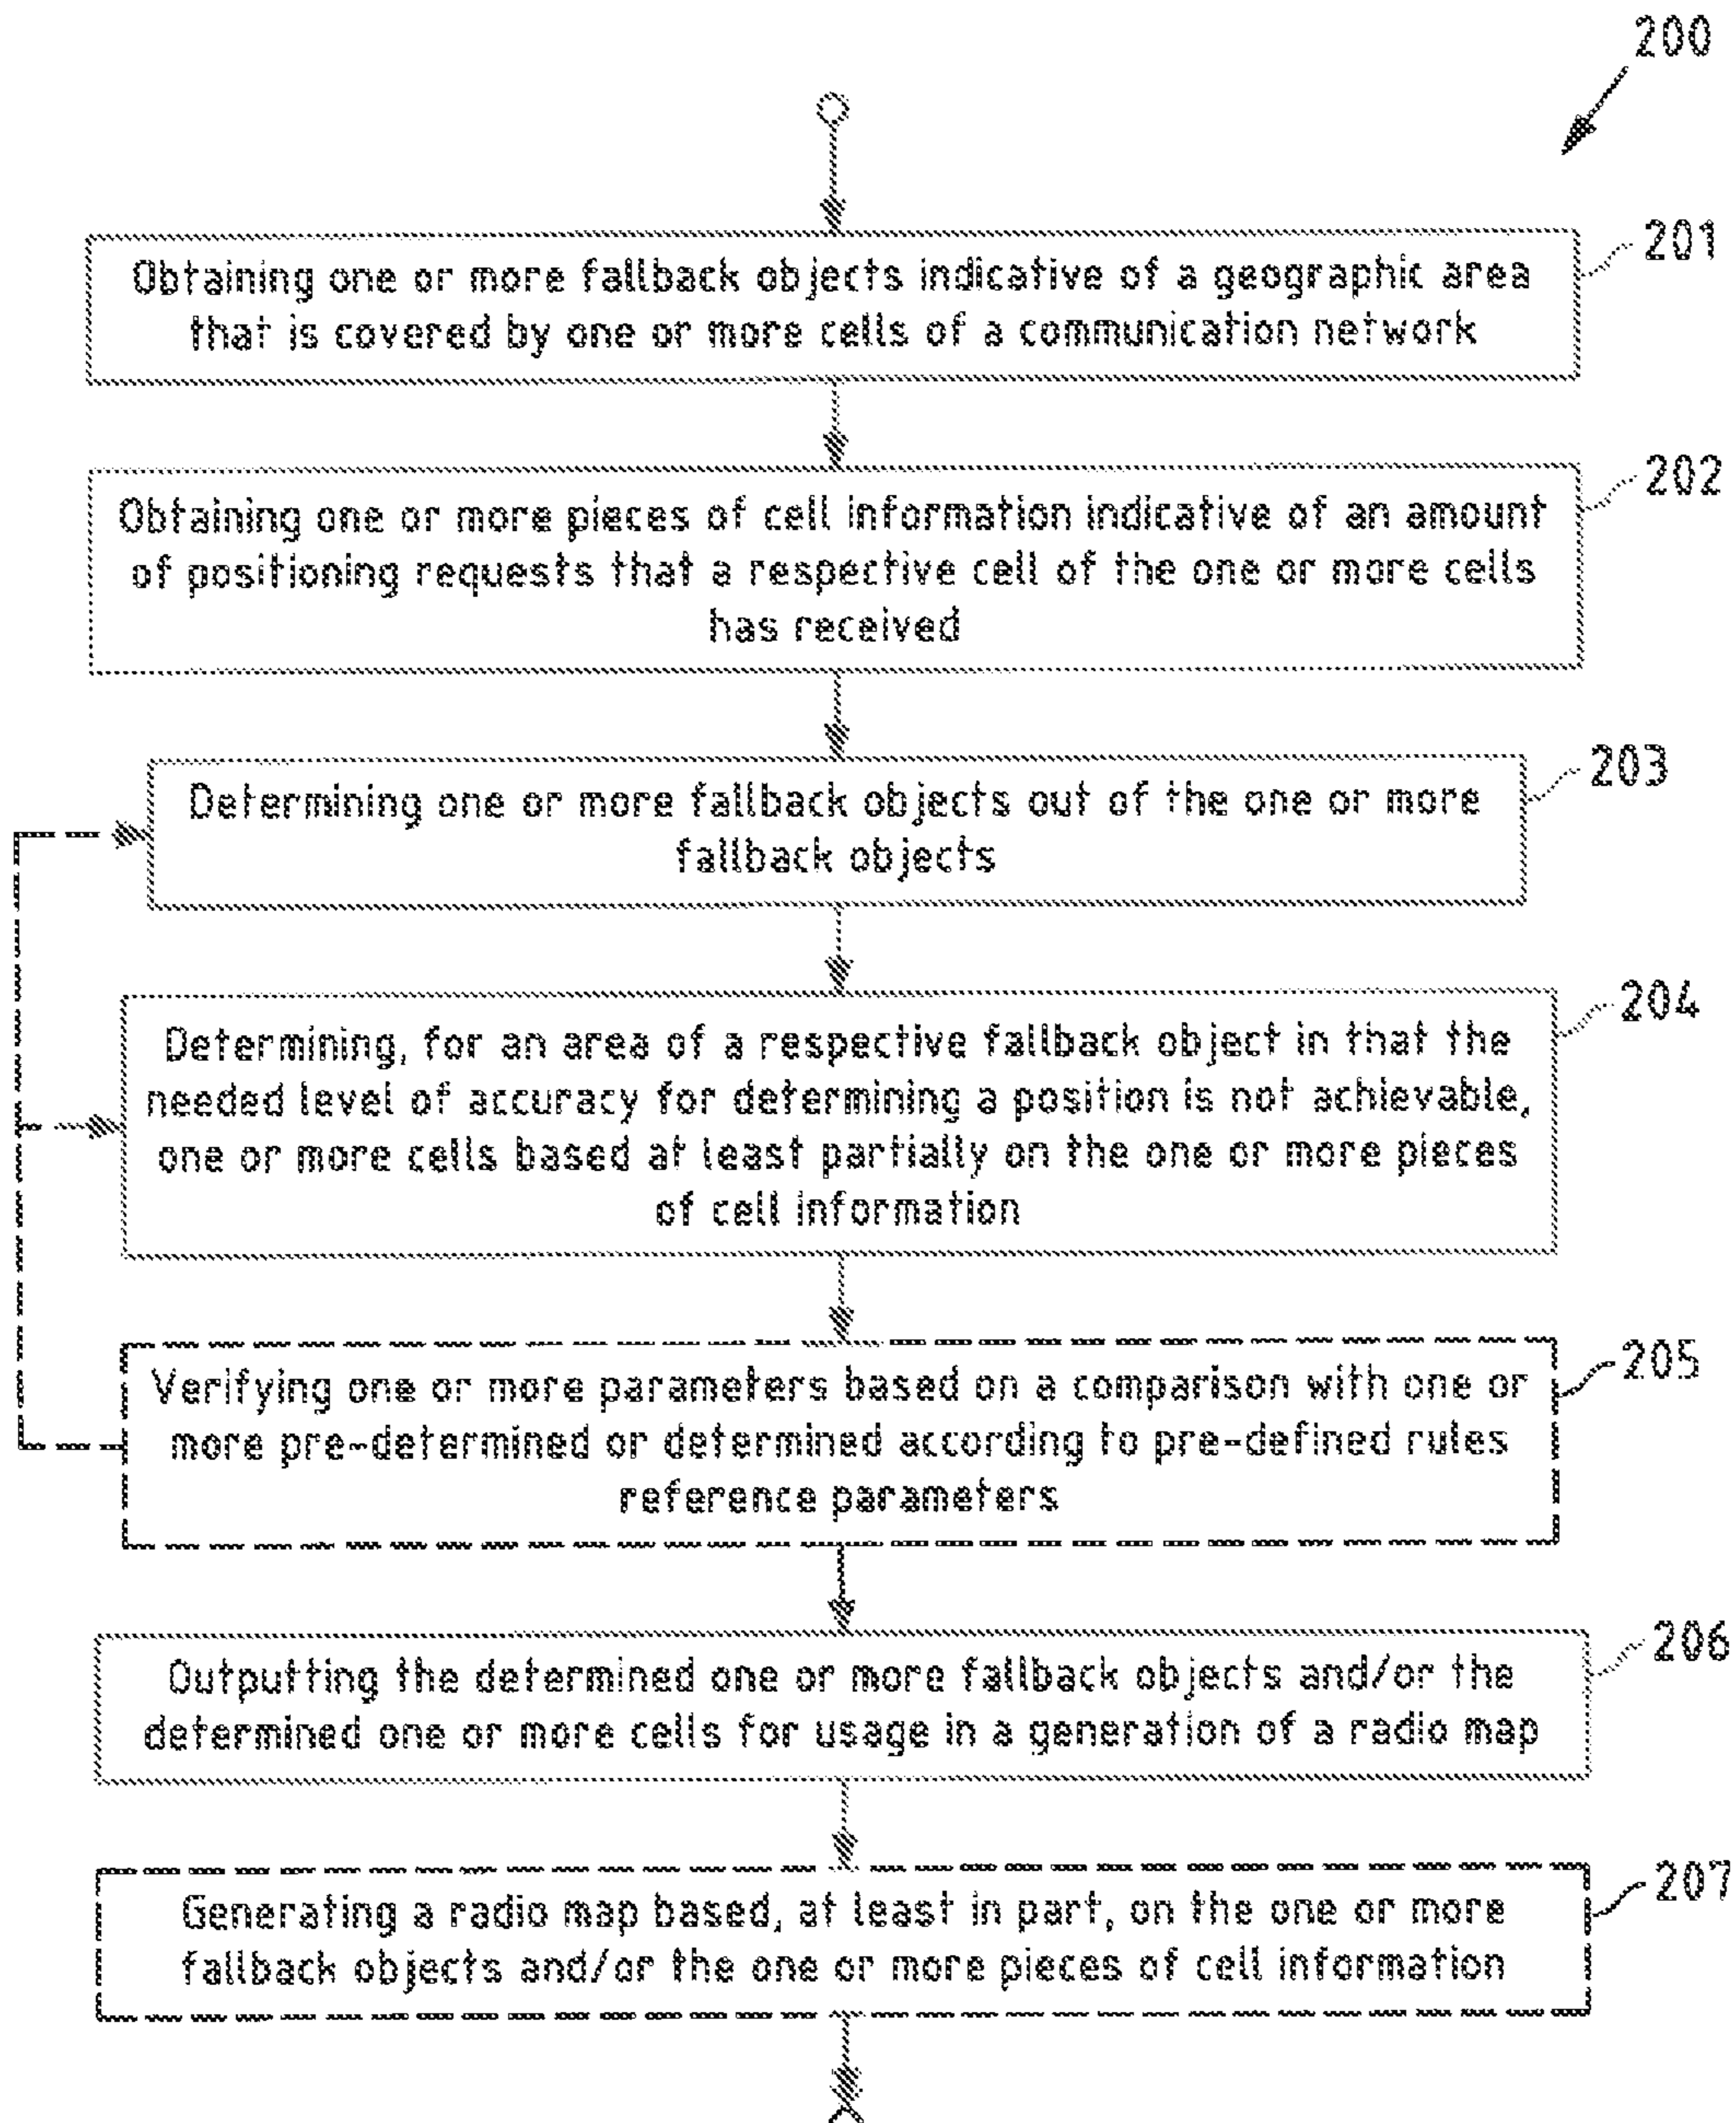 200
201
Obtaining one or more fallback objects indicative of a geographic area
that is covered by one or more cells of a communication network
202
Obtaining one or more pieces of cell information indicative of an amount
of positioning requests that a respective cell of the one or more cells
has received
203
Determining one or more fallback objects out of the one or more
fallback objects
204
Determining, for an area of a respective fallback object in that the
needed level of accuracy for determining a position is not achievable,
one or more cells based at least partially on the one or more pieces
of cell information
205
Verifying one or more parameters based on a comparison with one or
more pre-determined or determined according to pre-defined rules
reference parameters
206
Outputting the determined one or more fallback objects and/or the
determined one or more cells for usage in a generation of a radio map
207
Generating a radio map based, at least in part, on the one or more
fallback objects and/or the one or more pieces of cell information